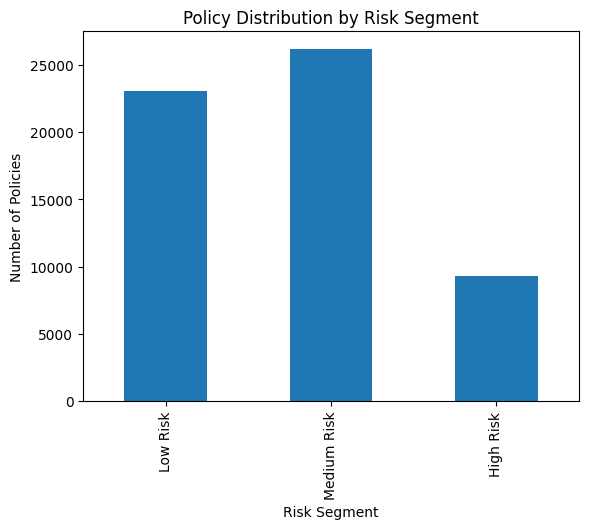 Policy Distribution by Risk Segment
Number of Policies
25000
20000
15000
10000
5000
0
Low Risk
Medium Risk
High Risk
Risk Segment